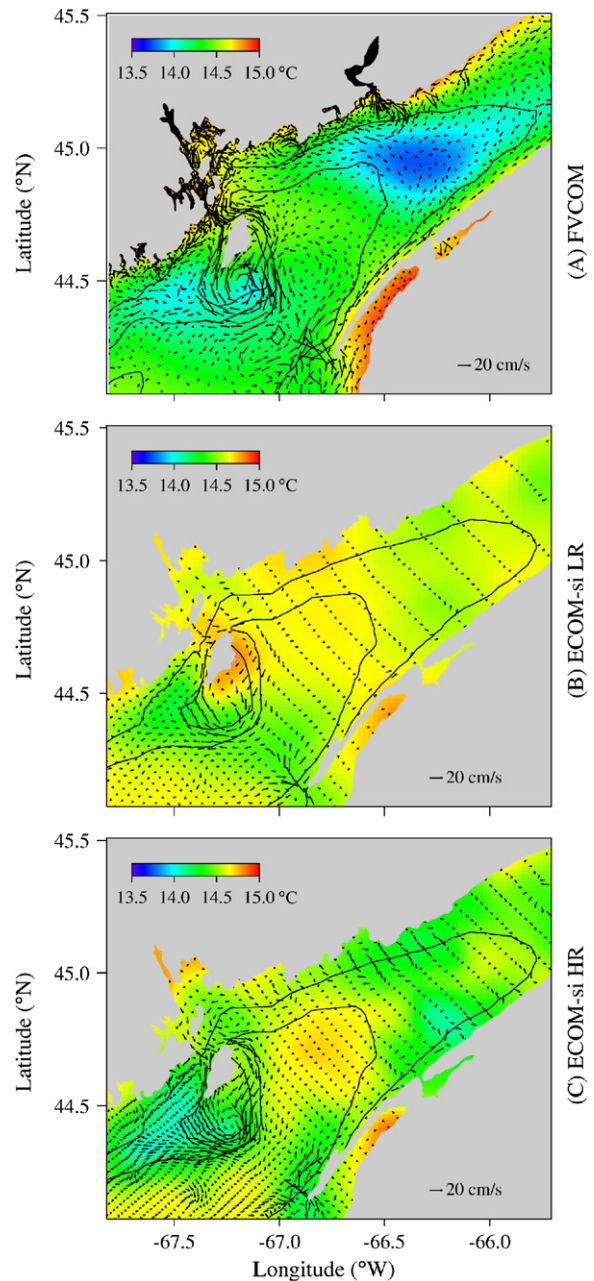 45.5
13.5 14.0 14.5 15.0 °C
45.0
Latitude (°N)
44.5
→ 20 cm/s
(A) FVCOM
45.5
13.5 14.0 14.5 15.0 °C
45.0
Latitude (°N)
44.5
→ 20 cm/s
(B) ECOM-si LR
45.5
13.5 14.0 14.5 15.0 °C
45.0
Latitude (°N)
44.5
→ 20 cm/s
(C) ECOM-si HR
-67.5 -67.0 -66.5 -66.0
Longitude (°W)